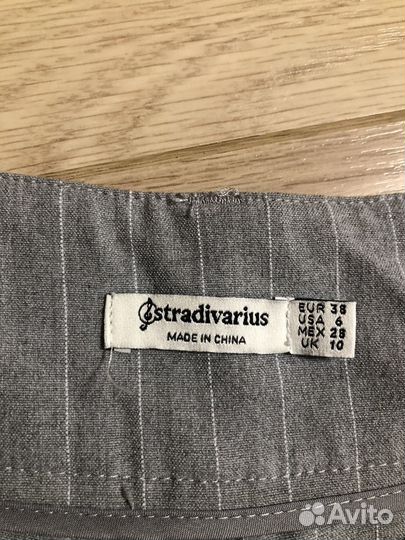 stradivarius
MADE IN CHINA
EUR 38
USA 6
MEX 28
UK 10
Avito